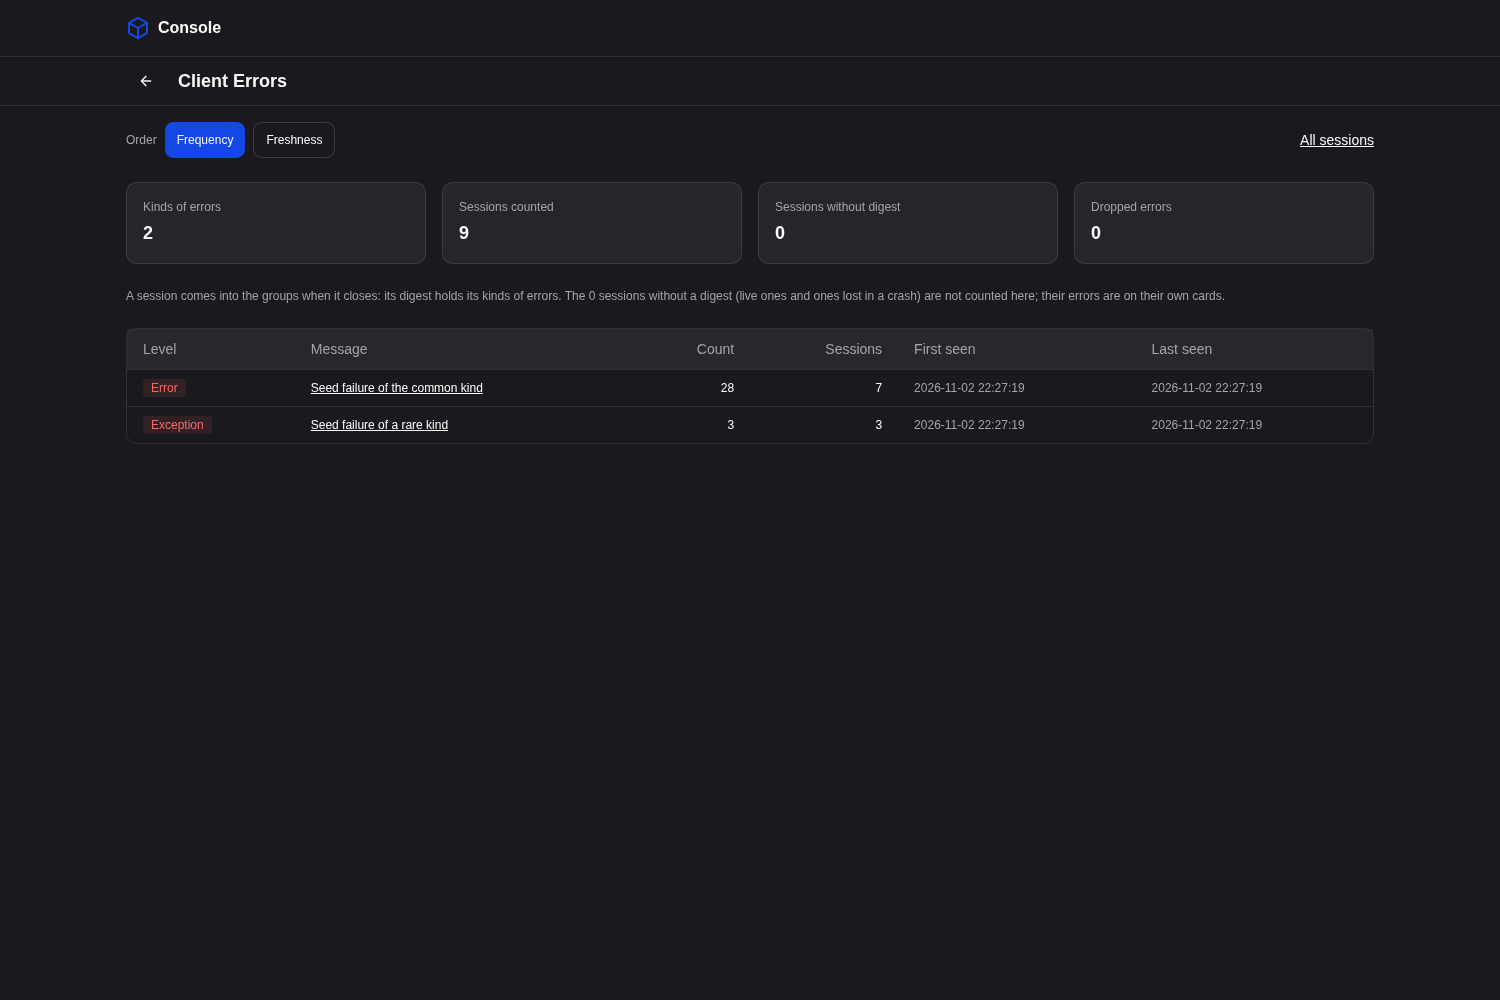 Console
Client Errors
Order Frequency Freshness All sessions
Kinds of errors Sessions counted Sessions without digest Dropped errors
2 9 0 0
A session comes into the groups when it closes: its digest holds its kinds of errors. The 0 sessions without a digest (live ones and ones lost in a crash) are not counted here; their errors are on their own cards.
Level Message Count Sessions First seen Last seen
Error Seed failure of the common kind 28 7 2026-11-02 22:27:19 2026-11-02 22:27:19
Exception Seed failure of a rare kind 3 3 2026-11-02 22:27:19 2026-11-02 22:27:19